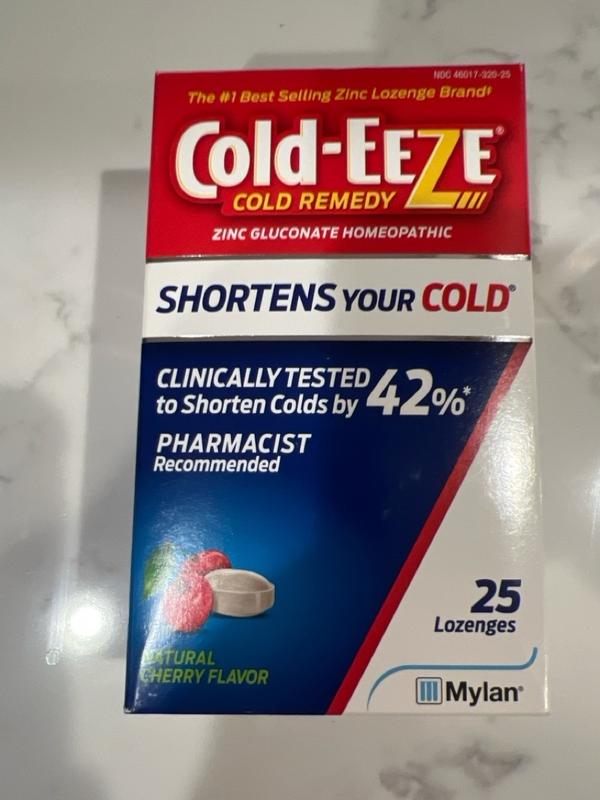 NDC 46017-320-25
The #1 Best Selling Zinc Lozenge Brand‡
Cold-EEZE®
COLD REMEDY
ZINC GLUCONATE HOMEOPATHIC
SHORTENS YOUR COLD®
CLINICALLY TESTED
to Shorten Colds by 42%*
PHARMACIST
Recommended
25
Lozenges
NATURAL
CHERRY FLAVOR
Mylan®